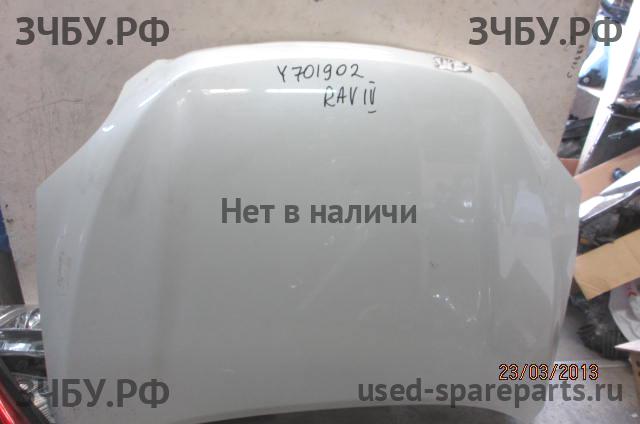 ЗЧБУ.РФ
ЗЧБУ.РФ
Y701902
RAV IV
Нет в наличи
23/03/2013
ЗЧБУ.РФ
used-spareparts.ru